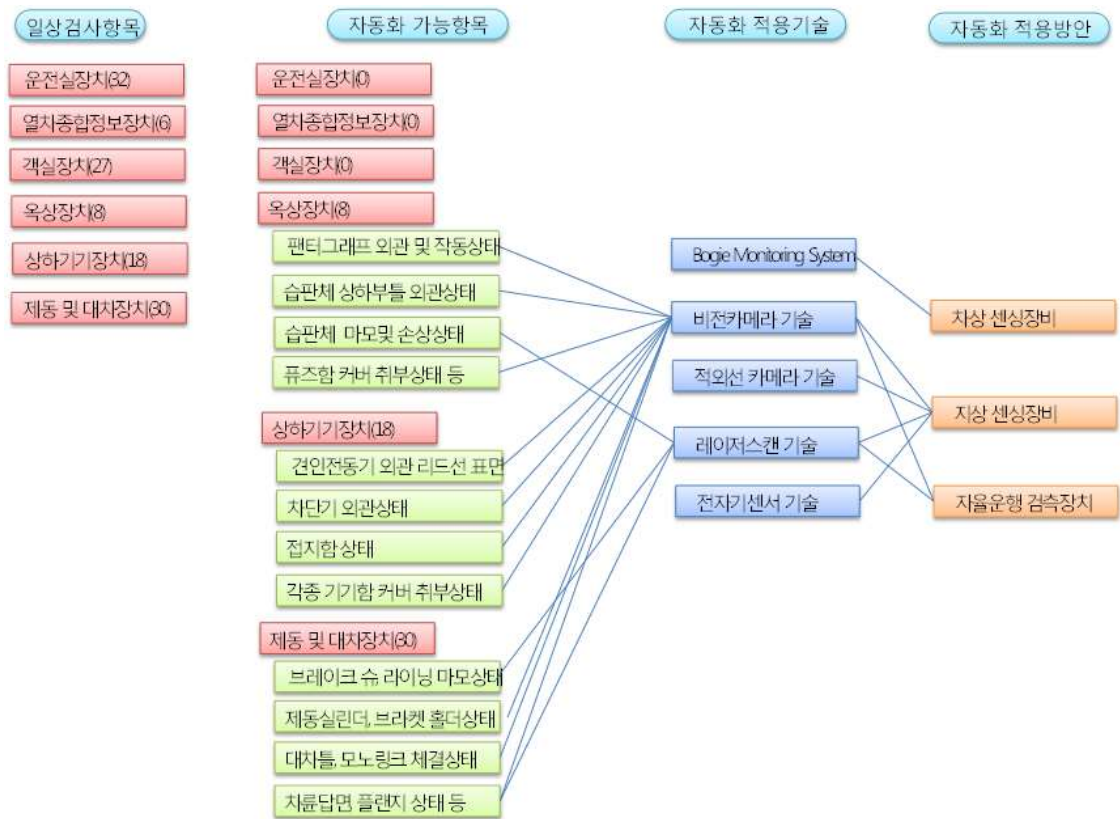 일상검사항목
자동화 가능항목
자동화 적용기술
자동화 적용방안
운전실장치(32)
열차종합정보장치(6)
객실장치(27)
옥상장치(8)
상하기기장치(18)
제동 및 대차장치(30)
운전실장치(0)
열차종합정보장치(0)
객실장치(0)
옥상장치(8)
팬터그래프 외관 및 작동상태
습판체 상하부틀 외관상태
습판체 마모및 손상상태
퓨즈함 커버 취부상태 등
상하기기장치(18)
견인전동기 외관 리드선 표면
차단기 외관상태
접지함 상태
각종 기기함 커버 취부상태
제동 및 대차장치(30)
브레이크 슈, 라이닝 마모상태
제동실린더, 브라켓 홀더상태
대차틀, 모노링크 체결상태
차륜답면, 플랜지 상태 등
Bogie Monitoring System
비전카메라 기술
적외선 카메라 기술
레이저스캔 기술
전자기센서 기술
차상 센싱장비
지상 센싱장비
자율운행 검측장치